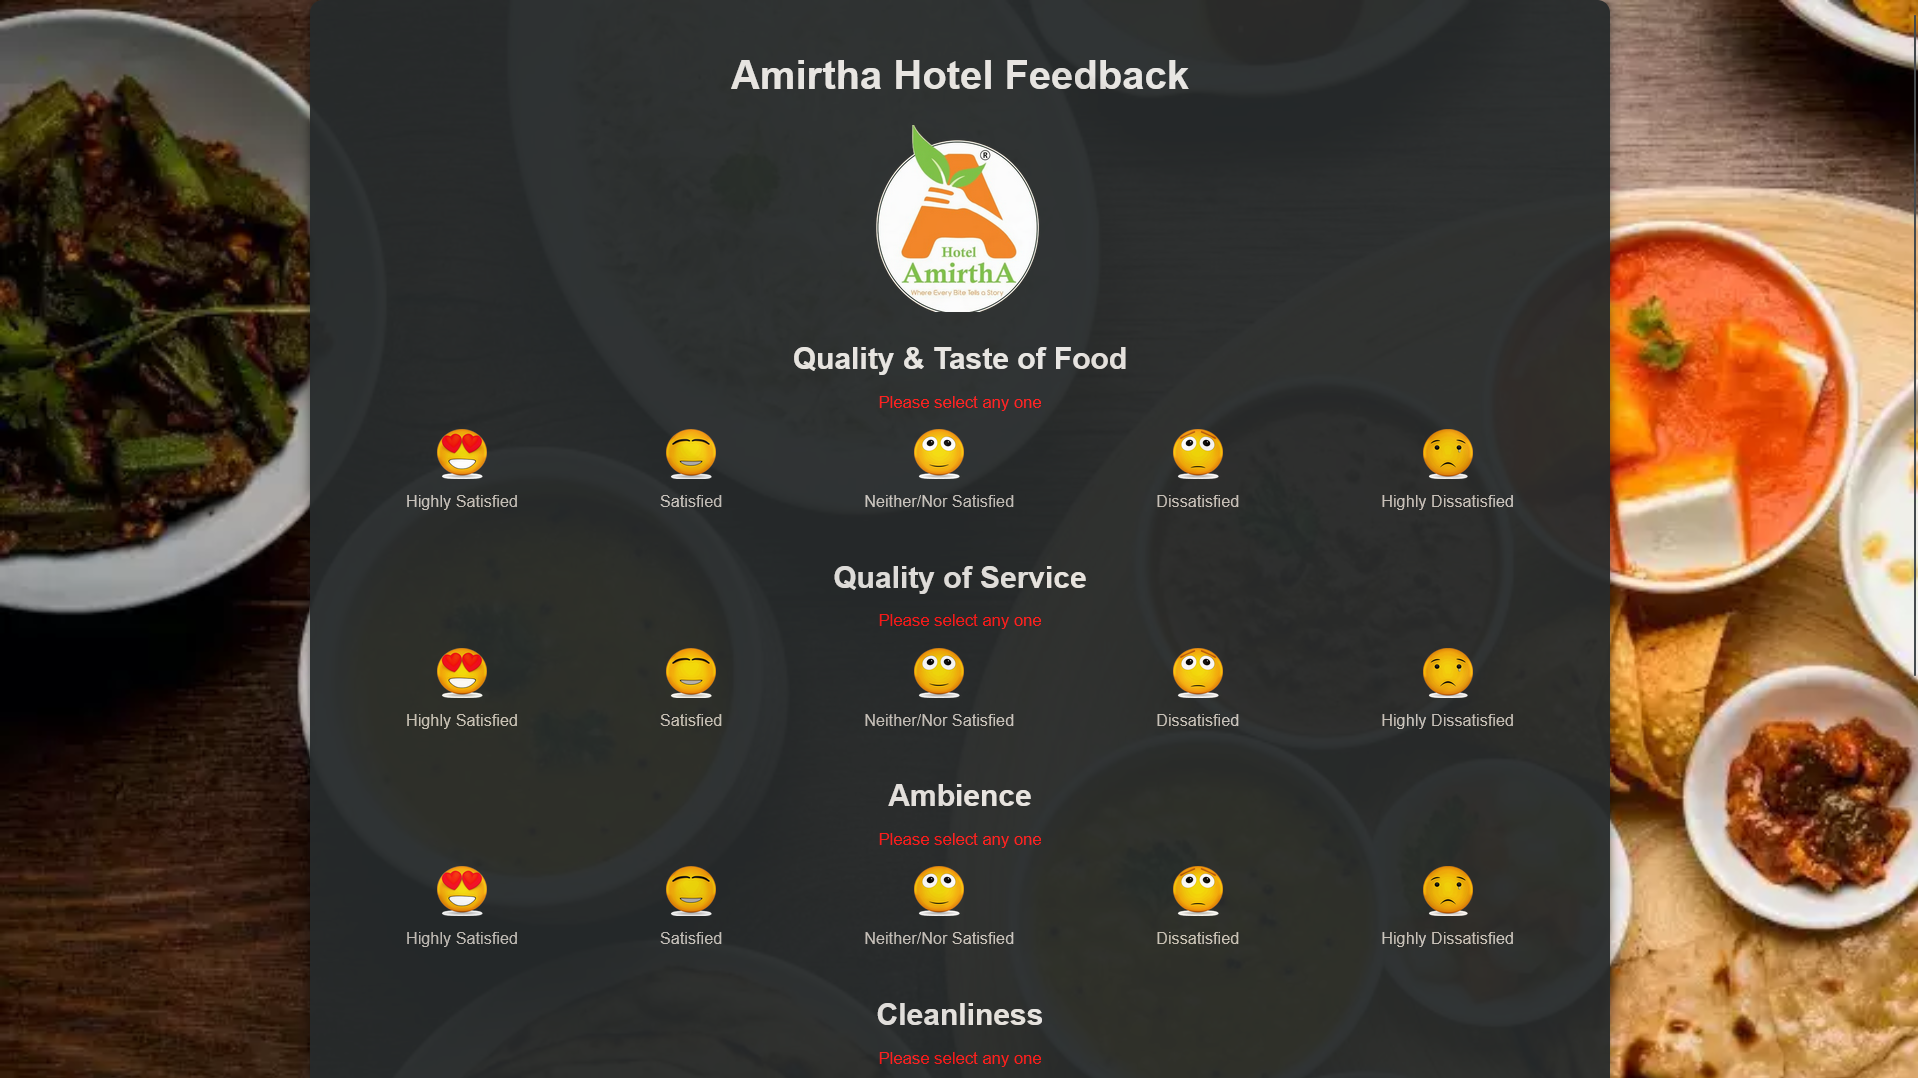 Amirtha Hotel Feedback
®
Hotel
AmirthA
Where Every Bite Tells a Story
Quality & Taste of Food
Please select any one
Highly Satisfied Satisfied Neither/Nor Satisfied Dissatisfied Highly Dissatisfied
Quality of Service
Please select any one
Highly Satisfied Satisfied Neither/Nor Satisfied Dissatisfied Highly Dissatisfied
Ambience
Please select any one
Highly Satisfied Satisfied Neither/Nor Satisfied Dissatisfied Highly Dissatisfied
Cleanliness
Please select any one